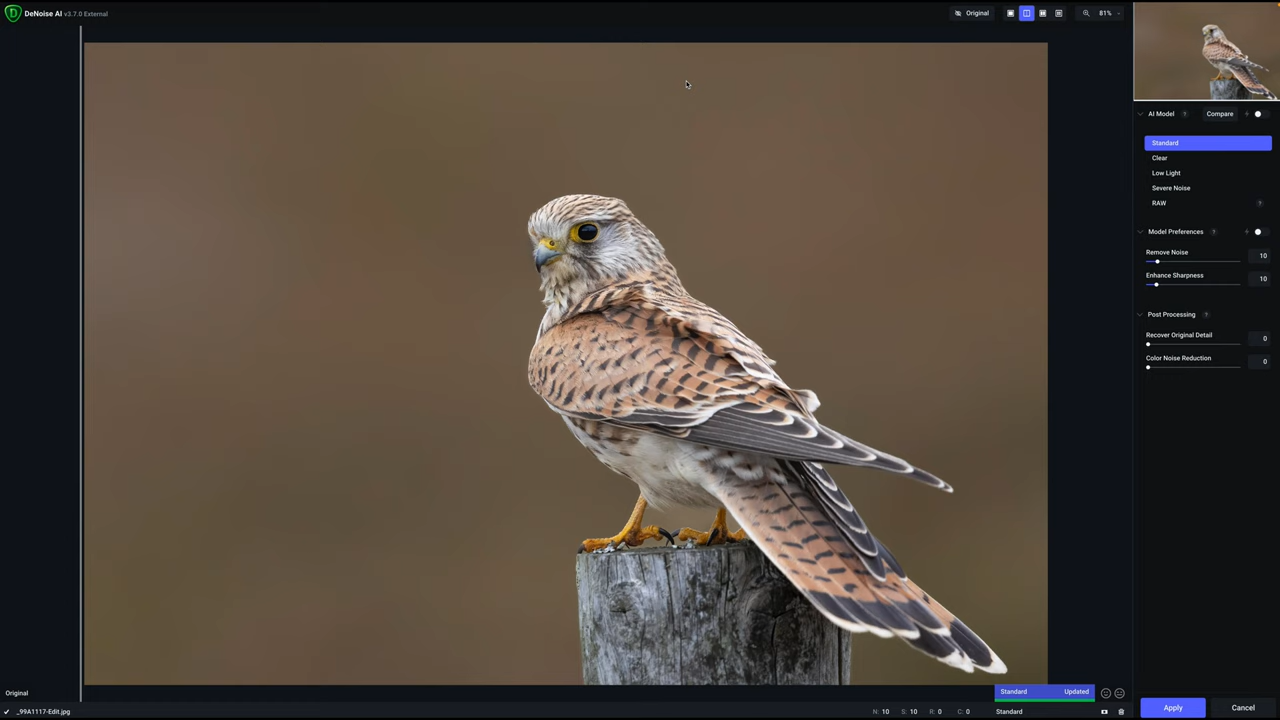 DeNoise AI v3.7.0 External
Original
81%
AI Model ? Compare
Standard
Clear
Low Light
Severe Noise
RAW ?
Model Preferences ?
Remove Noise 10
Enhance Sharpness 10
Post Processing ?
Recover Original Detail 0
Color Noise Reduction 0
Original
Standard Updated
_99A1117-Edit.jpg
N: 10 S: 10 R: 0 C: 0 Standard
Apply Cancel